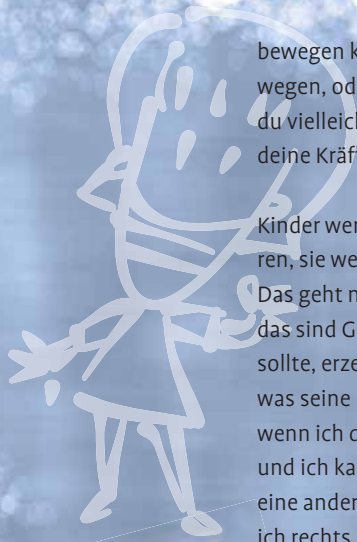 bewegen k
wegen, od
du vielleic
deine Kräf
Kinder wer
ren, sie we
Das geht n
das sind G
sollte, erze
was seine
wenn ich d
und ich ka
eine ander
ich rechts